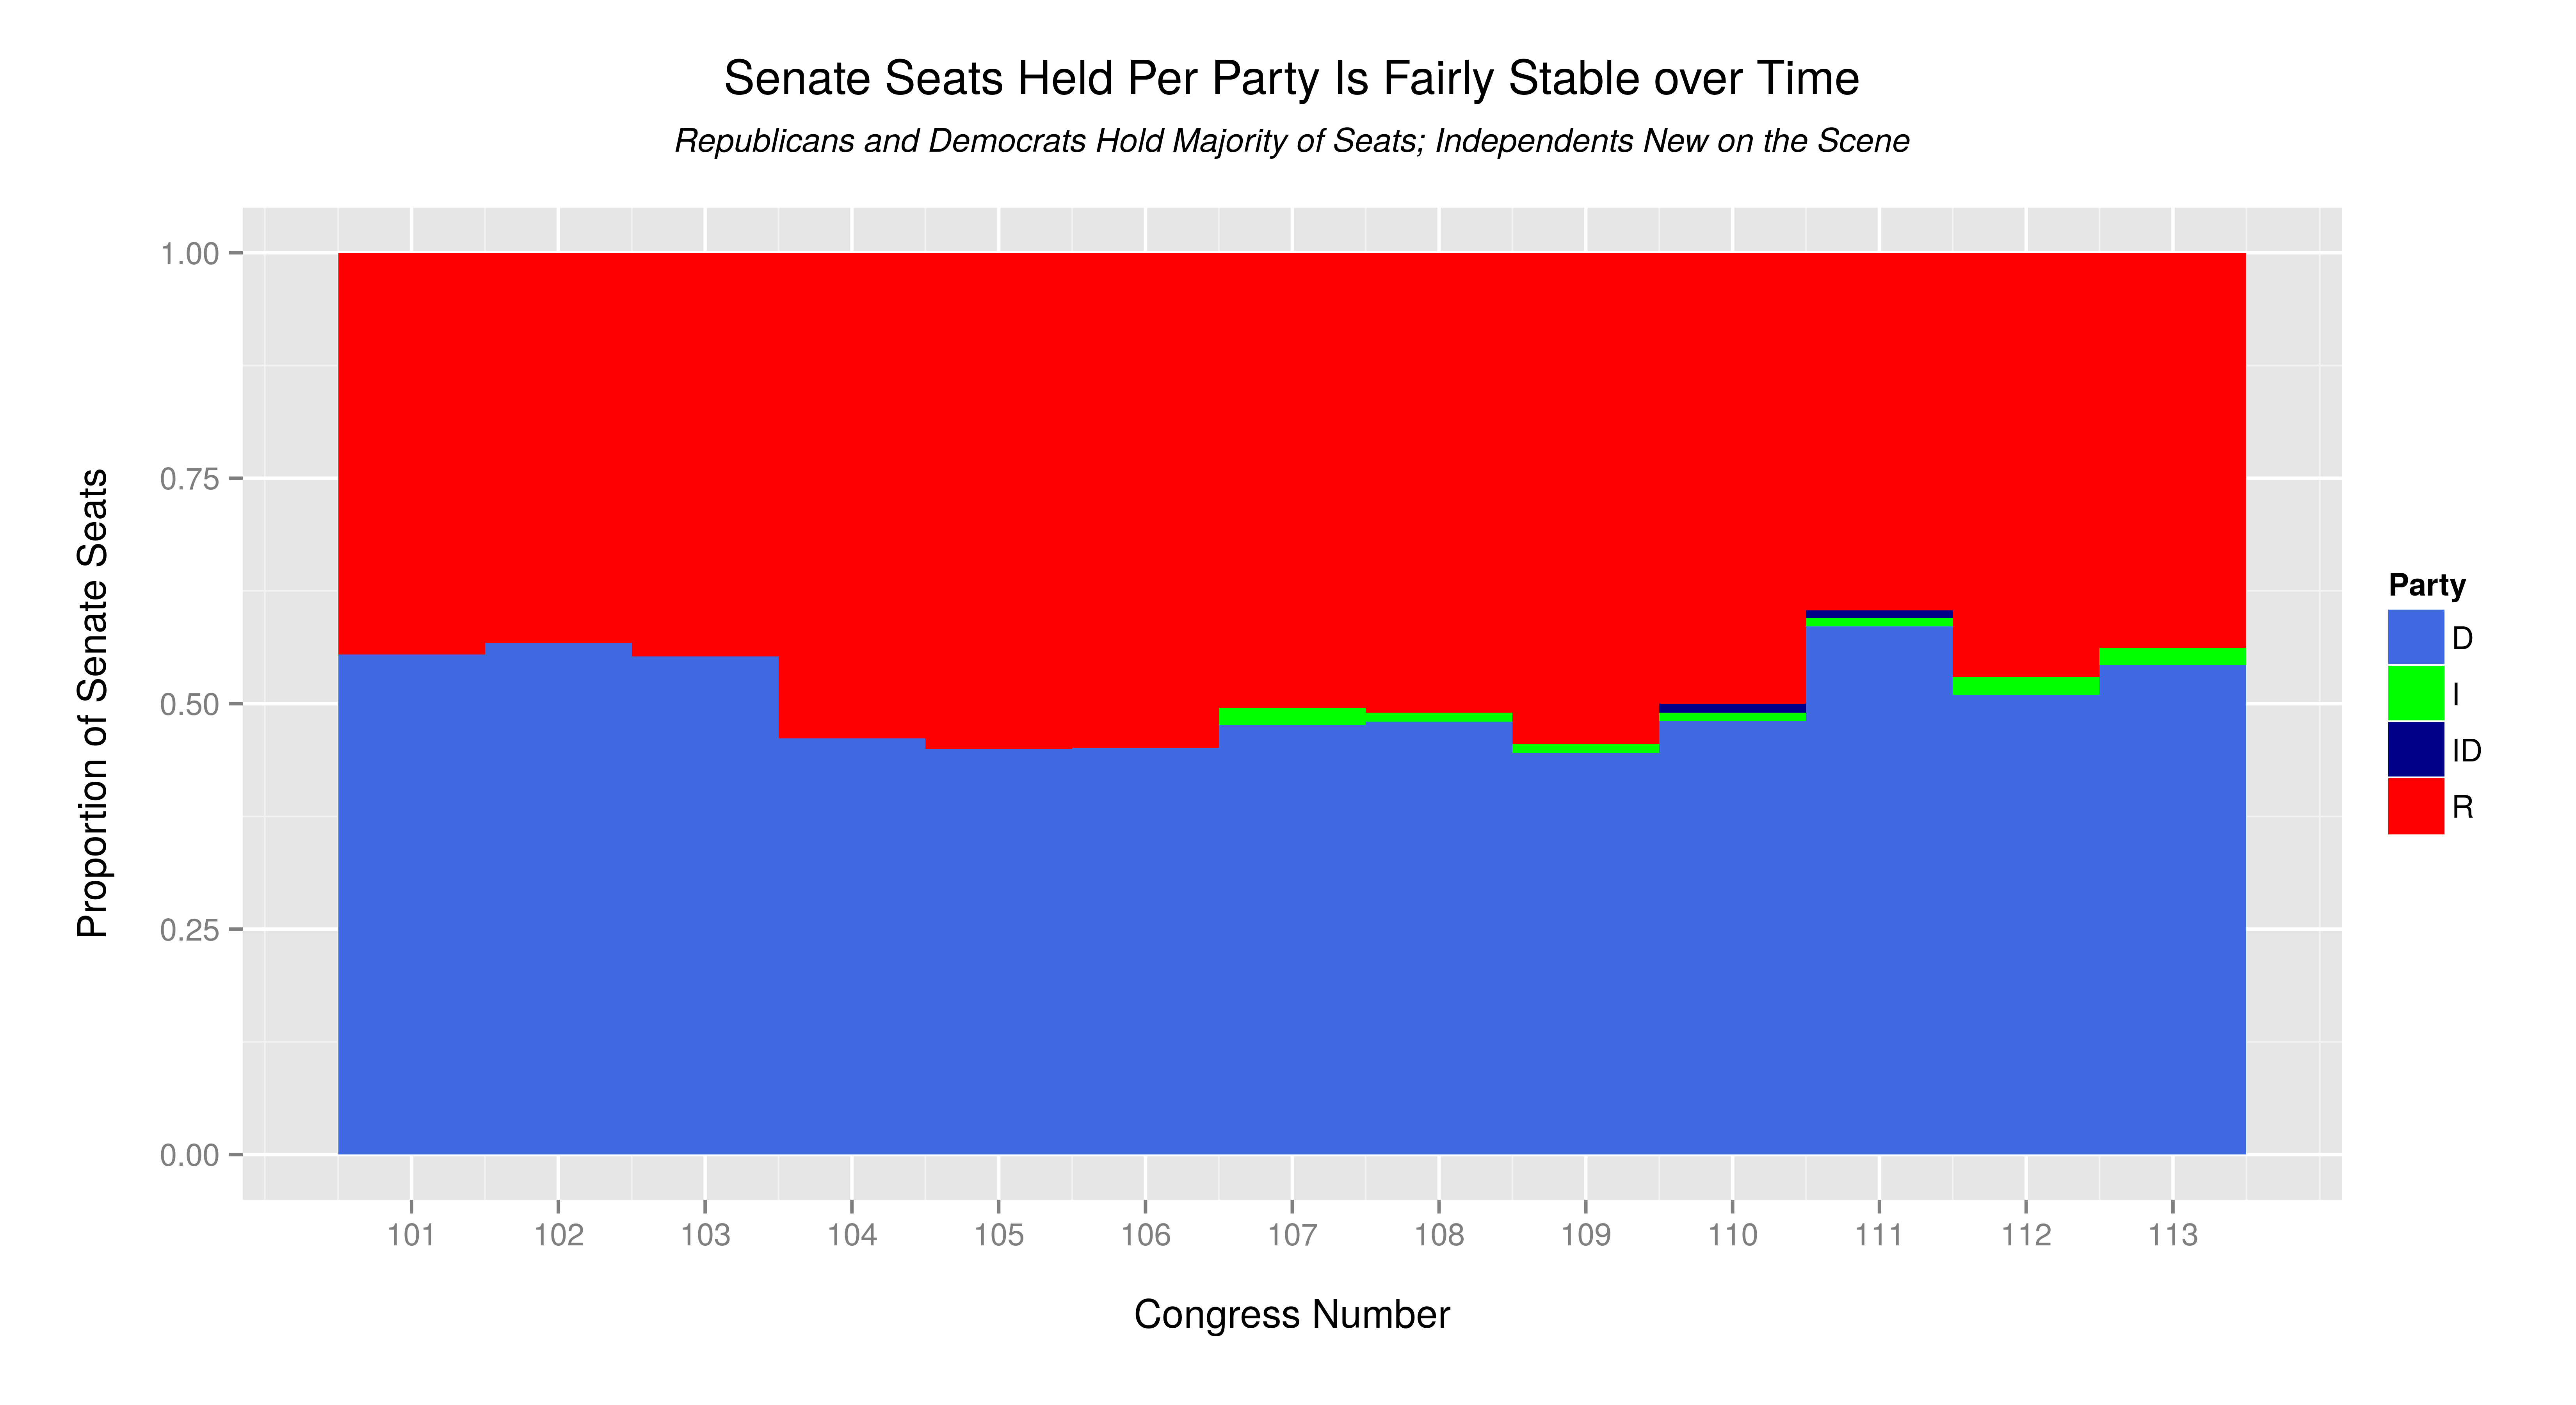 Senate Seats Held Per Party Is Fairly Stable over Time
Republicans and Democrats Hold Majority of Seats; Independents New on the Scene
Proportion of Senate Seats
1.00
0.75
0.50
0.25
0.00
101 102 103 104 105 106 107 108 109 110 111 112 113
Congress Number
Party
D
I
ID
R